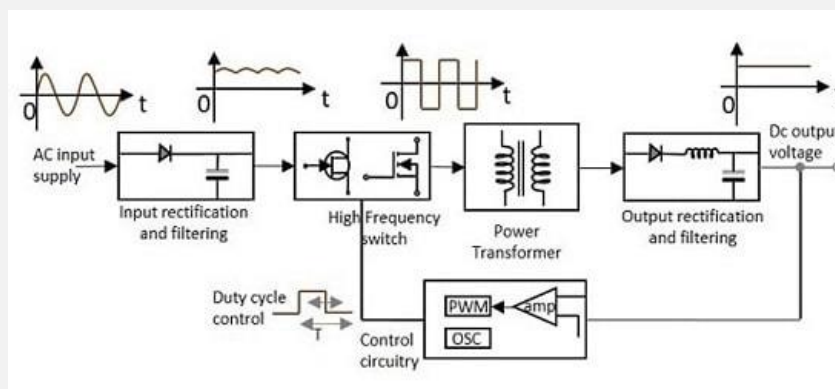 0
t
0
t
0
t
0
AC input
supply
Dc output
voltage
Input rectification
and filtering
High Frequency
switch
Power
Transformer
Output rectification
and filtering
Duty cycle
control
T
Control
circuitry
PWM
amp
OSC